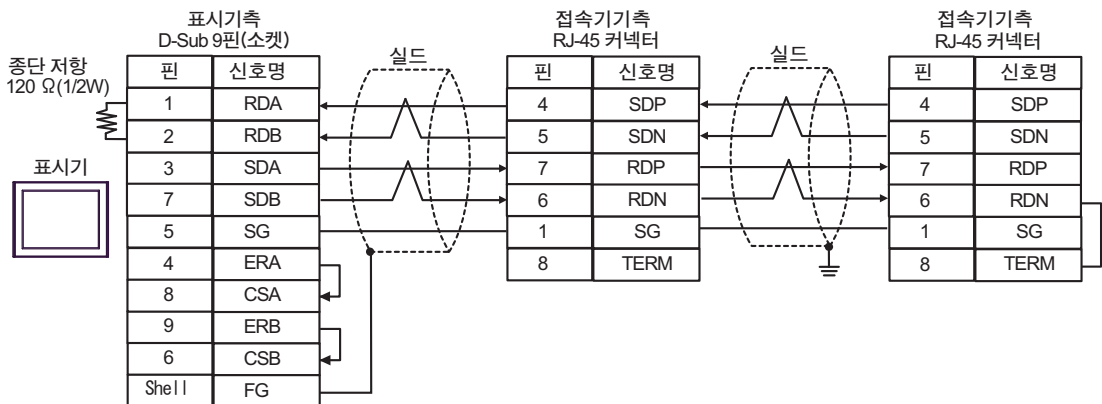 표시기측
D-Sub 9핀(소켓)
종단 저항
120 Ω(1/2W)
표시기
핀 신호명
1 RDA
2 RDB
3 SDA
7 SDB
5 SG
4 ERA
8 CSA
9 ERB
6 CSB
Shell FG
실드
접속기기측
RJ-45 커넥터
핀 신호명
4 SDP
5 SDN
7 RDP
6 RDN
1 SG
8 TERM
실드
접속기기측
RJ-45 커넥터
핀 신호명
4 SDP
5 SDN
7 RDP
6 RDN
1 SG
8 TERM